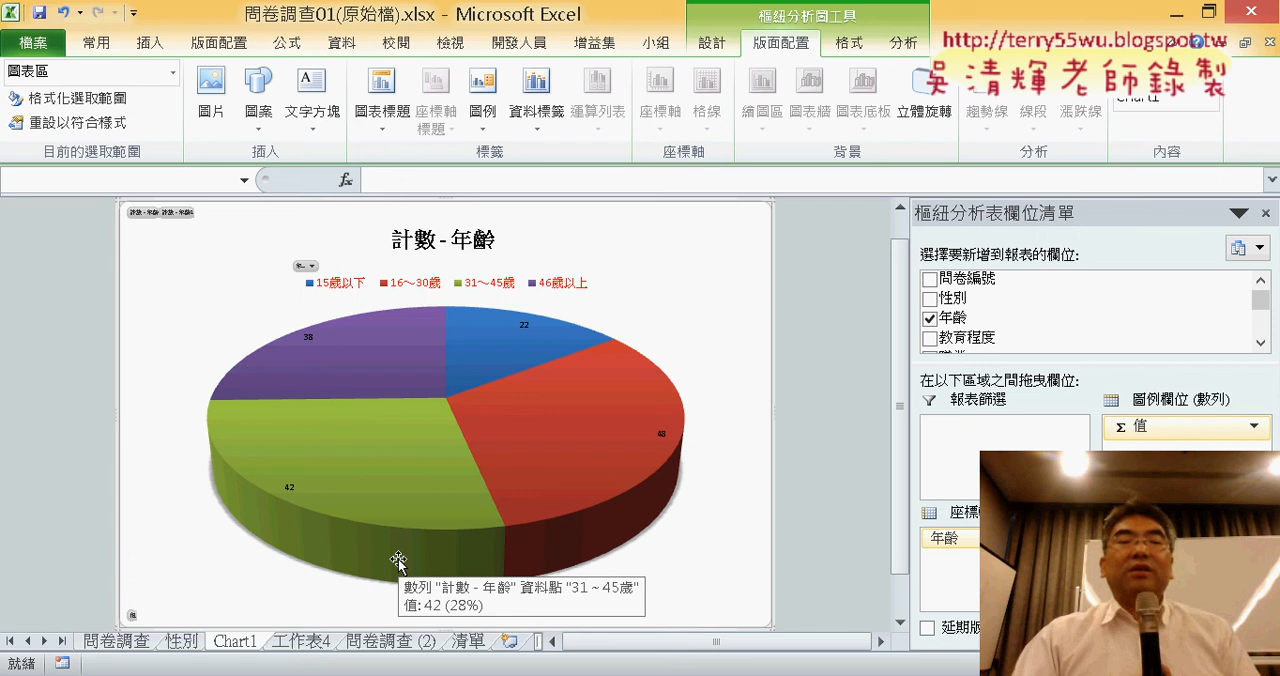 問卷調查01(原始檔).xlsx - Microsoft Excel
樞紐分析圖工具
檔案 常用 插入 版面配置 公式 資料 校閱 檢視 開發人員 增益集 小組 設計 版面配置 格式 分析
http://terry55wu.blogspot.tw
吳清輝老師錄製
圖表區
格式化選取範圍
重設以符合樣式
目前的選取範圍
圖片 圖案 文字方塊
插入
圖表標題 座標軸標題 圖例 資料標籤 運算列表
標籤
座標軸 格線
座標軸
繪圖區 圖表牆 圖表底板 立體旋轉
背景
趨勢線 線段 漲跌線
分析
Chart1
內容
fx
計數 - 年齡 計數 - 年齡
計數 - 年齡
15歲以下 16～30歲 31～45歲 46歲以上
22
38
48
42
數列 "計數 - 年齡" 資料點 "31 ~ 45歲"
值: 42 (28%)
樞紐分析表欄位清單
選擇要新增到報表的欄位:
問卷編號
性別
年齡
教育程度
在以下區域之間拖曳欄位:
報表篩選 圖例欄位 (數列)
Σ 值
年齡
問卷調查 性別 Chart1 工作表4 問卷調查 (2) 清單
就緒